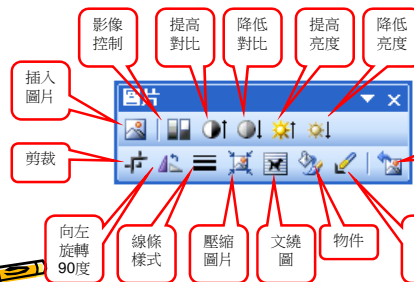 影像
控制
提高
對比
降低
對比
提高
亮度
降低
亮度
插入
圖片
圖片
剪裁
向左
旋轉
90度
線條
樣式
壓縮
圖片
文繞
圖
物件